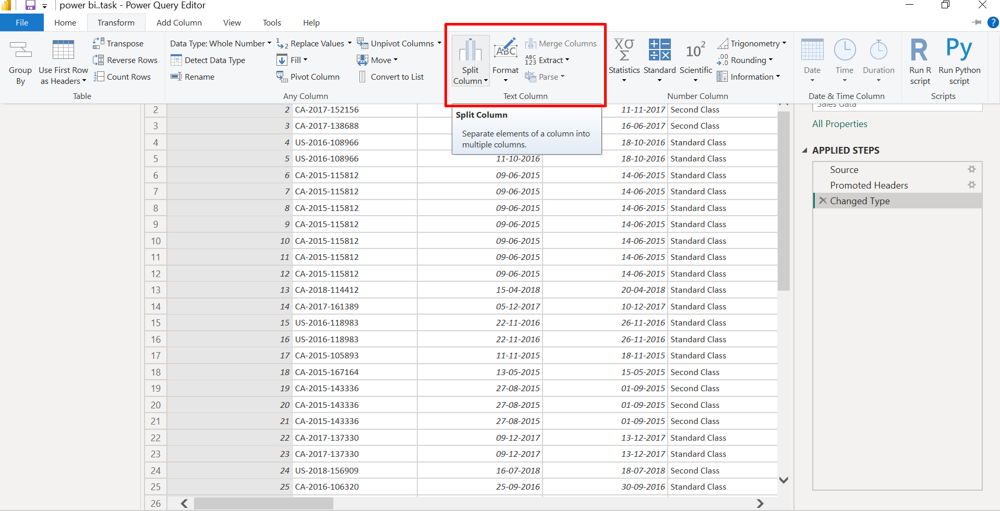 power bi..task - Power Query Editor
File Home Transform Add Column View Tools Help
Group By
Use First Row as Headers
Transpose
Reverse Rows
Count Rows
Table
Data Type: Whole Number
Detect Data Type
Rename
Replace Values
Fill
Pivot Column
Unpivot Columns
Move
Convert to List
Any Column
Split Column
Format
Merge Columns
Extract
Parse
Text Column
Statistics
Standard
Scientific
Trigonometry
Rounding
Information
Number Column
Date
Time
Duration
Date & Time Column
Run R script
Run Python script
Scripts
Split Column
Separate elements of a column into
multiple columns.
2 2 CA-2017-152156 11-11-2017 Second Class
3 3 CA-2017-138688 16-06-2017 Second Class
4 4 US-2016-108966 18-10-2016 Standard Class
5 5 US-2016-108966 11-10-2016 18-10-2016 Standard Class
6 6 CA-2015-115812 09-06-2015 14-06-2015 Standard Class
7 7 CA-2015-115812 09-06-2015 14-06-2015 Standard Class
8 8 CA-2015-115812 09-06-2015 14-06-2015 Standard Class
9 9 CA-2015-115812 09-06-2015 14-06-2015 Standard Class
10 10 CA-2015-115812 09-06-2015 14-06-2015 Standard Class
11 11 CA-2015-115812 09-06-2015 14-06-2015 Standard Class
12 12 CA-2015-115812 09-06-2015 14-06-2015 Standard Class
13 13 CA-2018-114412 15-04-2018 20-04-2018 Standard Class
14 14 CA-2017-161389 05-12-2017 10-12-2017 Standard Class
15 15 US-2016-118983 22-11-2016 26-11-2016 Standard Class
16 16 US-2016-118983 22-11-2016 26-11-2016 Standard Class
17 17 CA-2015-105893 11-11-2015 18-11-2015 Standard Class
18 18 CA-2015-167164 13-05-2015 15-05-2015 Second Class
19 19 CA-2015-143336 27-08-2015 01-09-2015 Second Class
20 20 CA-2015-143336 27-08-2015 01-09-2015 Second Class
21 21 CA-2015-143336 27-08-2015 01-09-2015 Second Class
22 22 CA-2017-137330 09-12-2017 13-12-2017 Standard Class
23 23 CA-2017-137330 09-12-2017 13-12-2017 Standard Class
24 24 US-2018-156909 16-07-2018 18-07-2018 Second Class
25 25 CA-2016-106320 25-09-2016 30-09-2016 Standard Class
26
Sales data
All Properties
APPLIED STEPS
Source
Promoted Headers
Changed Type